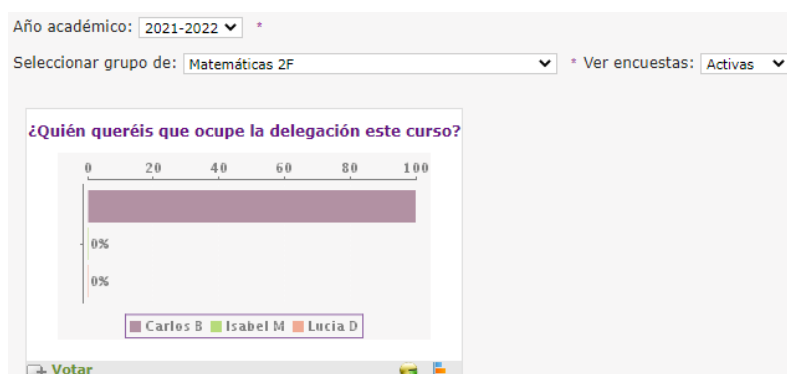 Año académico: 2021-2022 *
Seleccionar grupo de: Matemáticas 2F * Ver encuestas: Activas
¿Quién queréis que ocupe la delegación este curso?
0 20 40 60 80 100
0%
0%
Carlos B Isabel M Lucia D
Votar